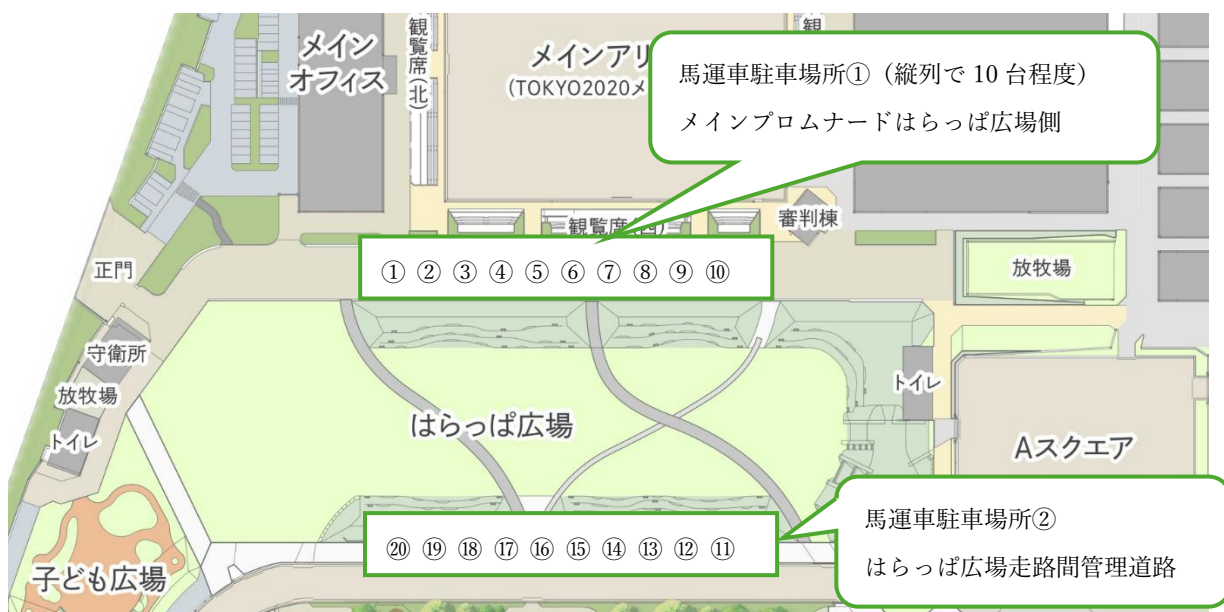 メイン
オフィス
観覧席(北)
メインアリ
(TOKYO2020メ
観
馬運車駐車場所①（縦列で 10 台程度）
メインプロムナードはらっぱ広場側
観覧席(西)
審判棟
正門
① ② ③ ④ ⑤ ⑥ ⑦ ⑧ ⑨ ⑩
放牧場
守衛所
放牧場
トイレ
トイレ
はらっぱ広場
Aスクエア
馬運車駐車場所②
はらっぱ広場走路間管理道路
⑳ ⑲ ⑱ ⑰ ⑯ ⑮ ⑭ ⑬ ⑫ ⑪
子ども広場